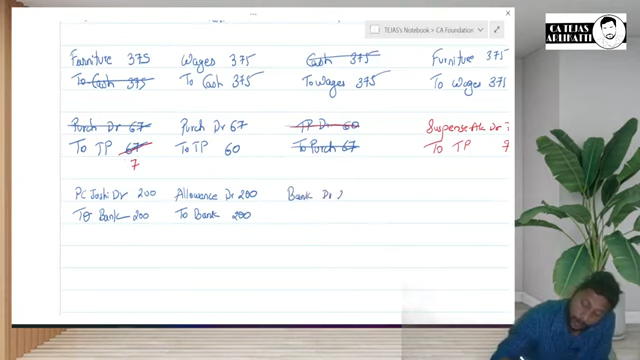 TEJAS's Notebook > CA Foundation
CA TEJAS
ARLIKATTI
Furniture 375 Wages 375 Cash 375 Furniture 375
To Cash 375 To Cash 375 To Wages 375 To Wages 375
Purch Dr 67 Purch Dr 67 TP Dr 60 Suspense A/c Dr 7
To TP 67 To TP 60 To Purch 67 To TP 7
7
PC Joshi Dr 200 Allowance Dr 200 Bank Dr 2
To Bank 200 To Bank 200